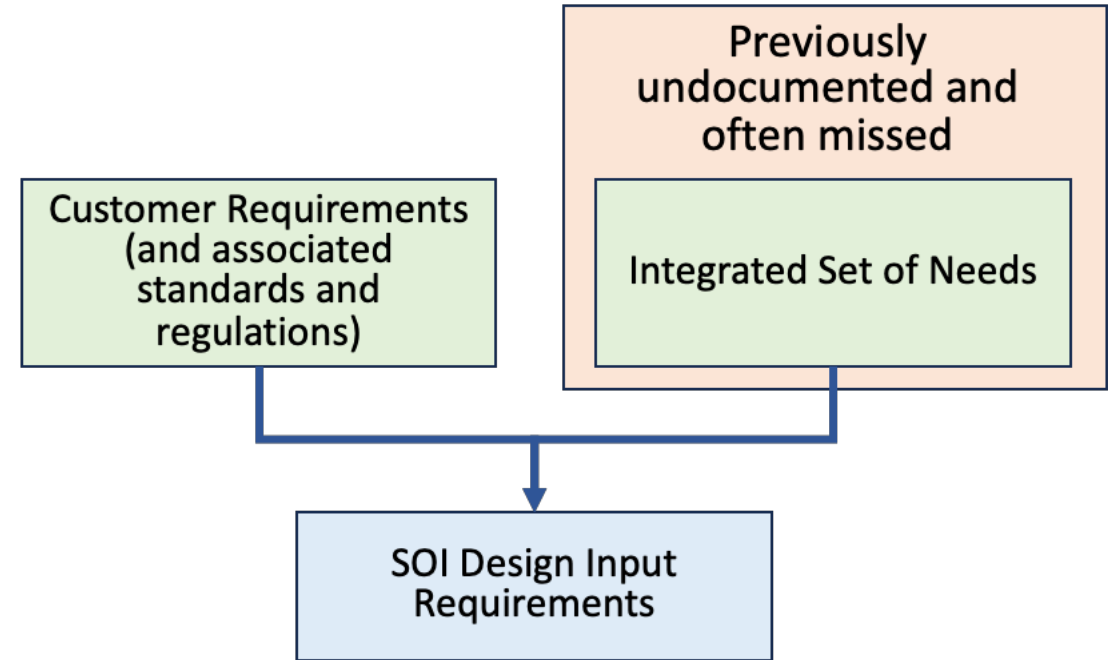 Previously
undocumented and
often missed
Customer Requirements
(and associated
standards and
regulations)
Integrated Set of Needs
SOI Design Input
Requirements